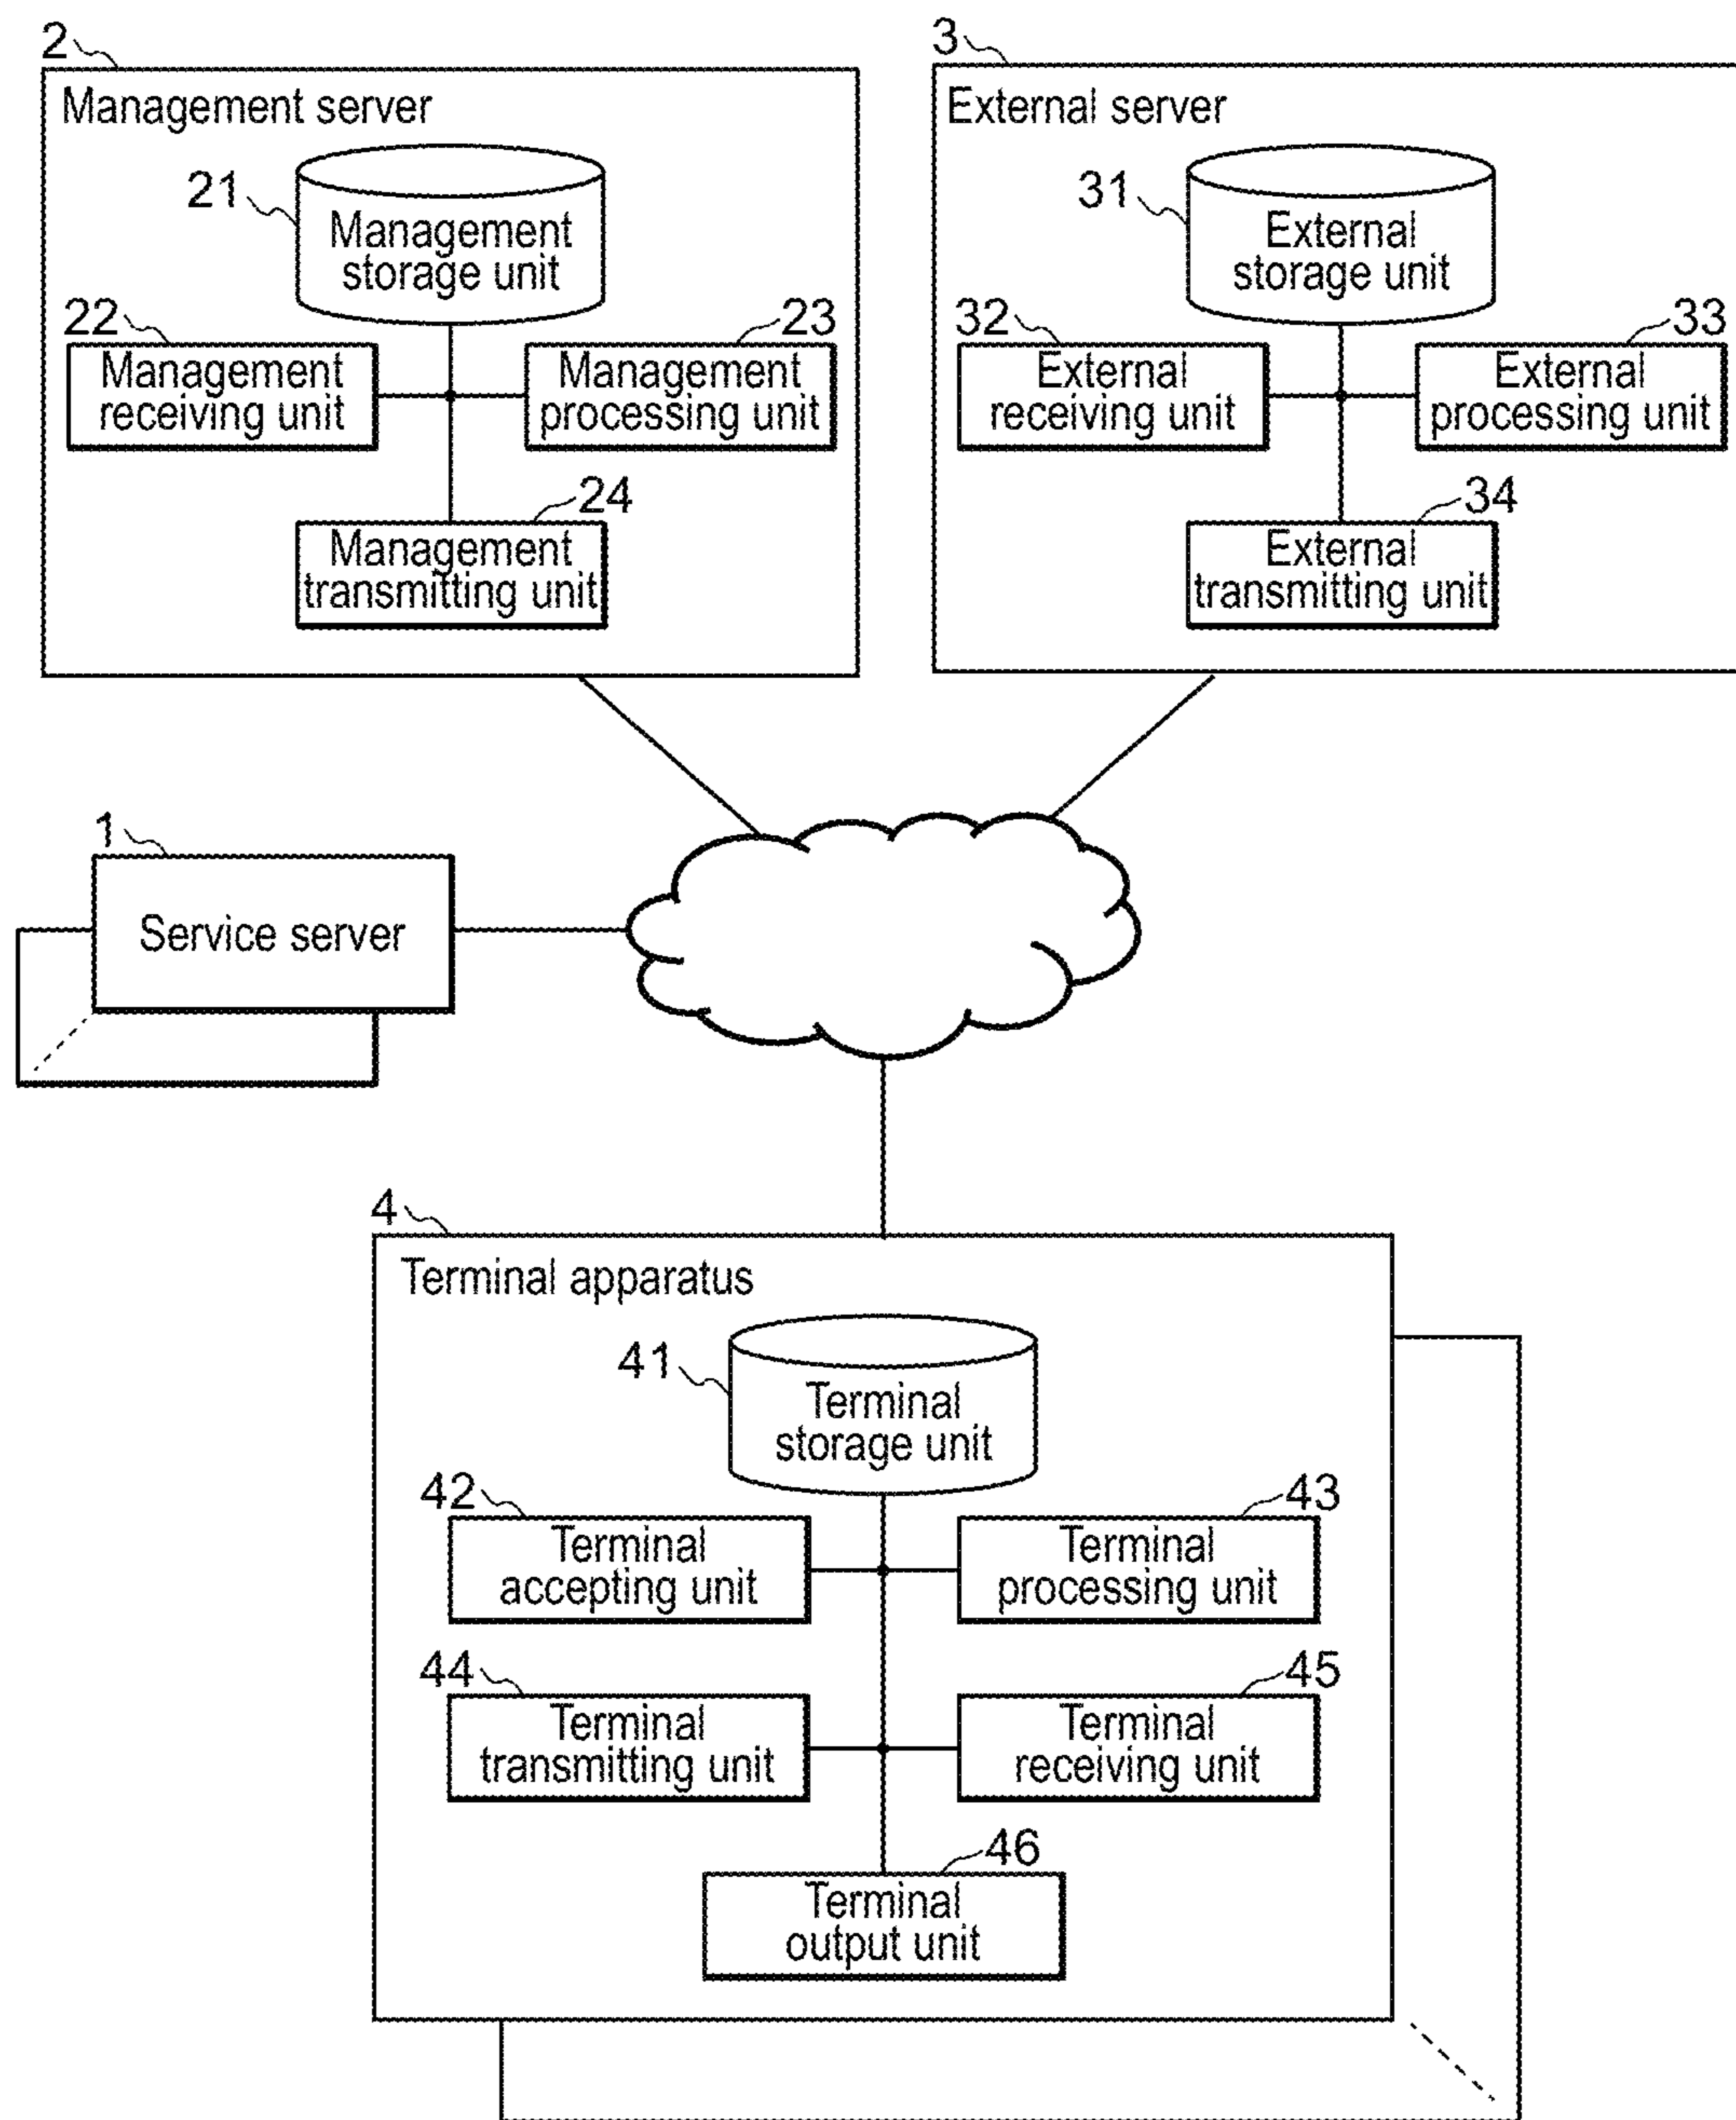 2
Management server
21
Management
storage unit
22
Management
receiving unit
23
Management
processing unit
24
Management
transmitting unit
3
External server
31
External
storage unit
32
External
receiving unit
33
External
processing unit
34
External
transmitting unit
1
Service server
4
Terminal apparatus
41
Terminal
storage unit
42
Terminal
accepting unit
43
Terminal
processing unit
44
Terminal
transmitting unit
45
Terminal
receiving unit
46
Terminal
output unit